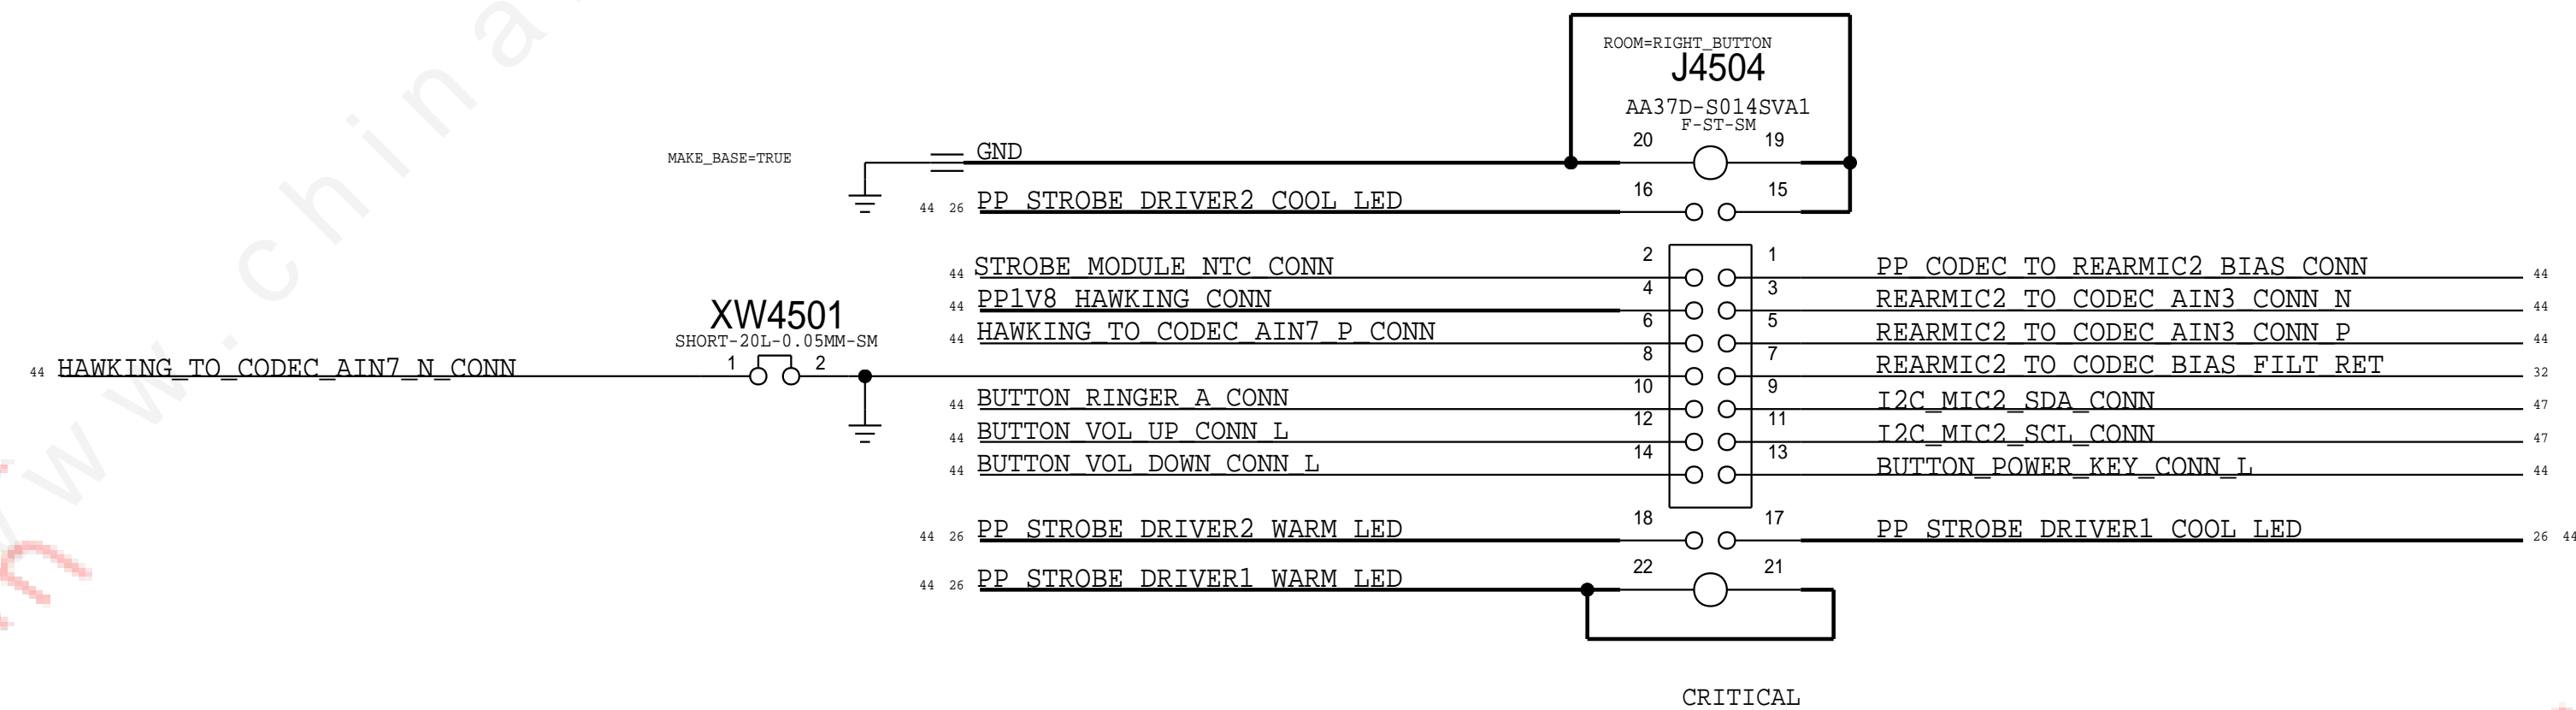 ROOM=RIGHT_BUTTON
J4504
AA37D-S014SVA1
F-ST-SM
20 19
MAKE_BASE=TRUE GND
16 15
44 26 PP_STROBE_DRIVER2_COOL_LED
2 1
44 STROBE_MODULE_NTC_CONN PP_CODEC_TO_REARMIC2_BIAS_CONN 44
4 3
44 PP1V8_HAWKING_CONN REARMIC2_TO_CODEC_AIN3_CONN_N 44
XW4501
6 5
SHORT-20L-0.05MM-SM
44 HAWKING_TO_CODEC_AIN7_P_CONN REARMIC2_TO_CODEC_AIN3_CONN_P 44
8 7
44 HAWKING_TO_CODEC_AIN7_N_CONN 1 2 REARMIC2_TO_CODEC_BIAS_FILT_RET 32
10 9
44 BUTTON_RINGER_A_CONN I2C_MIC2_SDA_CONN 47
12 11
44 BUTTON_VOL_UP_CONN_L I2C_MIC2_SCL_CONN 47
14 13
44 BUTTON_VOL_DOWN_CONN_L BUTTON_POWER_KEY_CONN_L 44
18 17
44 26 PP_STROBE_DRIVER2_WARM_LED PP_STROBE_DRIVER1_COOL_LED 26 44
22 21
44 26 PP_STROBE_DRIVER1_WARM_LED
CRITICAL
www.china